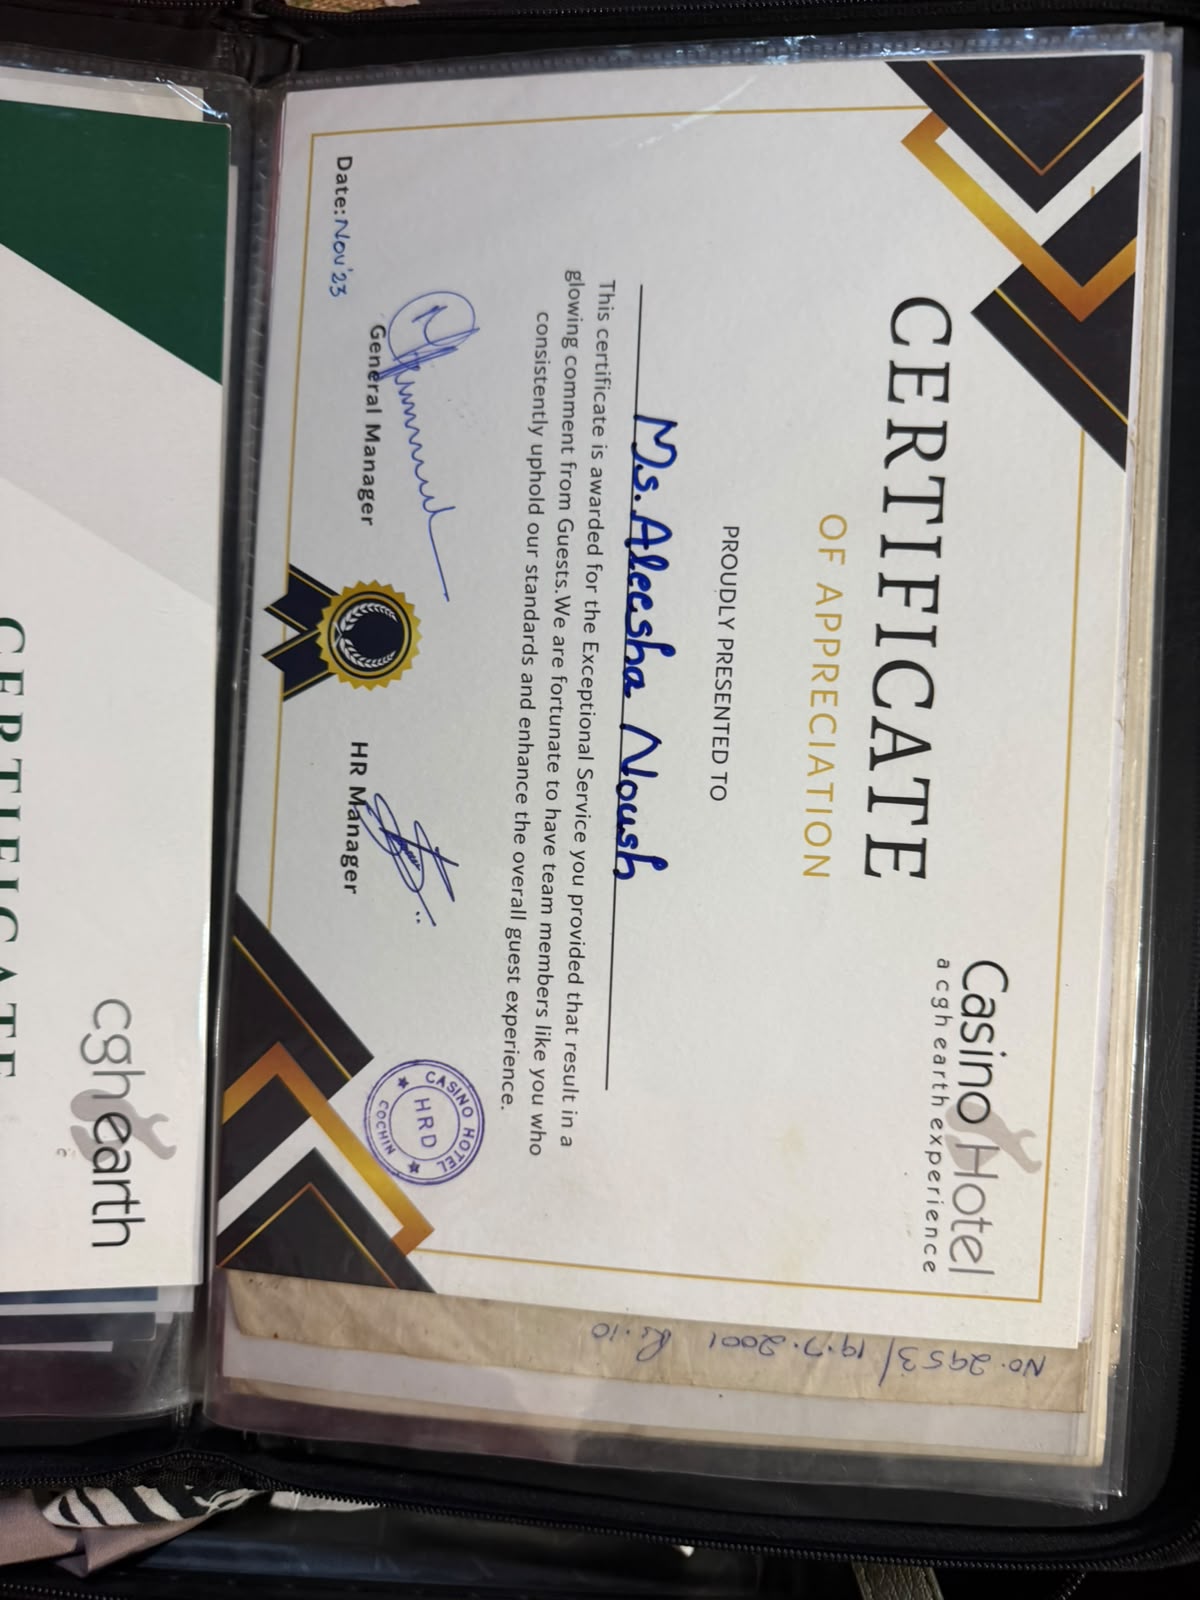 Casino Hotel
a cgh earth experience
CERTIFICATE
OF APPRECIATION
PROUDLY PRESENTED TO
Ms. Aleesha Noush
This certificate is awarded for the Exceptional Service you provided that result in a
glowing comment from Guests.We are fortunate to have team members like you who
consistently uphold our standards and enhance the overall guest experience.
General Manager
HR Manager
Date: Nov'23
CASINO HOTEL
HRD
COCHIN
No. 2953/19.7.2001 Rs.10
cgh earth
CERTIFICATE